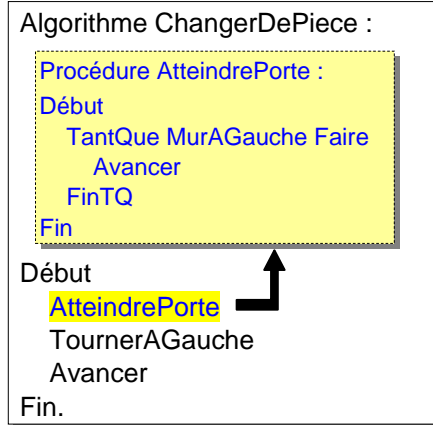 Algorithme ChangerDePiece :
Procédure AtteindrePorte :
Début
TantQue MurAGauche Faire
Avancer
FinTQ
Fin
Début
AtteindrePorte
TournerAGauche
Avancer
Fin.